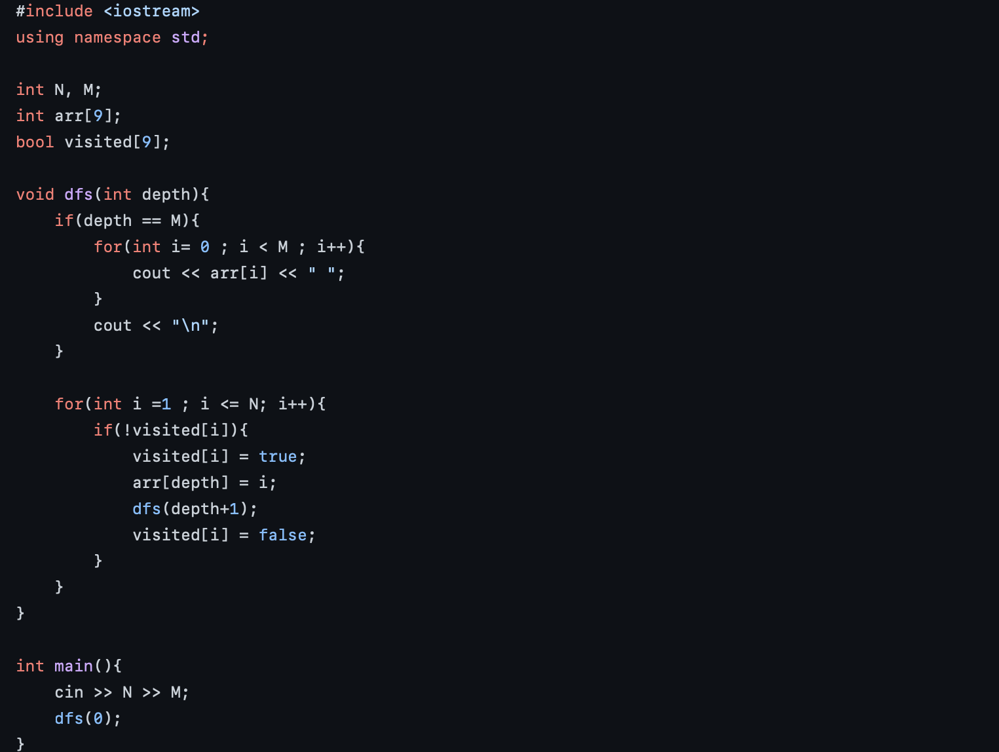 #include <iostream>
using namespace std;
int N, M;
int arr[9];
bool visited[9];
void dfs(int depth){
    if(depth == M){
        for(int i= 0 ; i < M ; i++){
            cout << arr[i] << " ";
        }
        cout << "\n";
    }
    for(int i =1 ; i <= N; i++){
        if(!visited[i]){
            visited[i] = true;
            arr[depth] = i;
            dfs(depth+1);
            visited[i] = false;
        }
    }
}
int main(){
    cin >> N >> M;
    dfs(0);
}